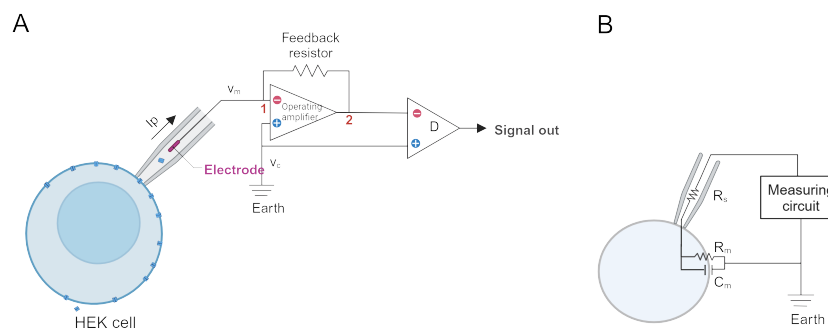 A
B
Feedback
resistor
Ip
Vm
1
Operating
amplifier
2
D
Signal out
Electrode
Vc
Earth
HEK cell
Rs
Measuring
circuit
Rm
Cm
Earth